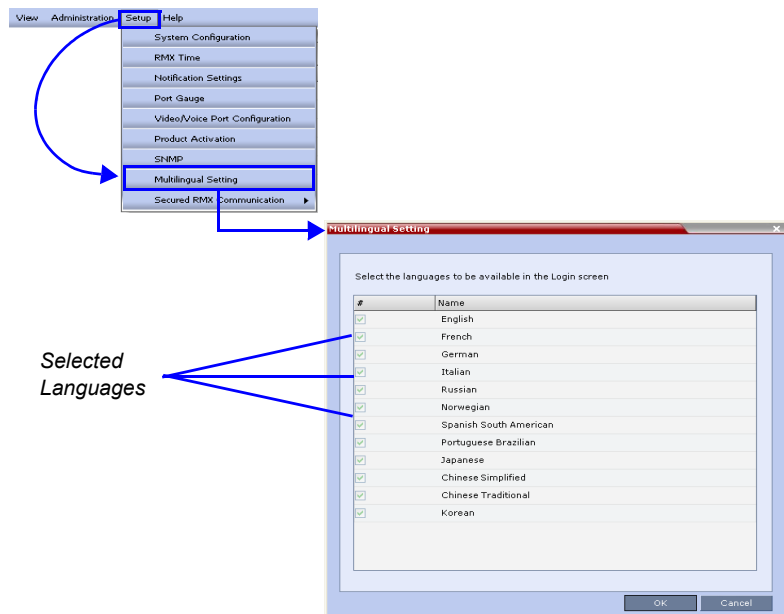 View Administration Setup Help
System Configuration
RMX Time
Notification Settings
Port Gauge
Video/Voice Port Configuration
Product Activation
SNMP
Multilingual Setting
Secured RMX Communication
Multilingual Setting
Select the languages to be available in the Login screen
# Name
English
French
German
Italian
Russian
Norwegian
Spanish South American
Portuguese Brazilian
Japanese
Chinese Simplified
Chinese Traditional
Korean
Selected
Languages
OK Cancel